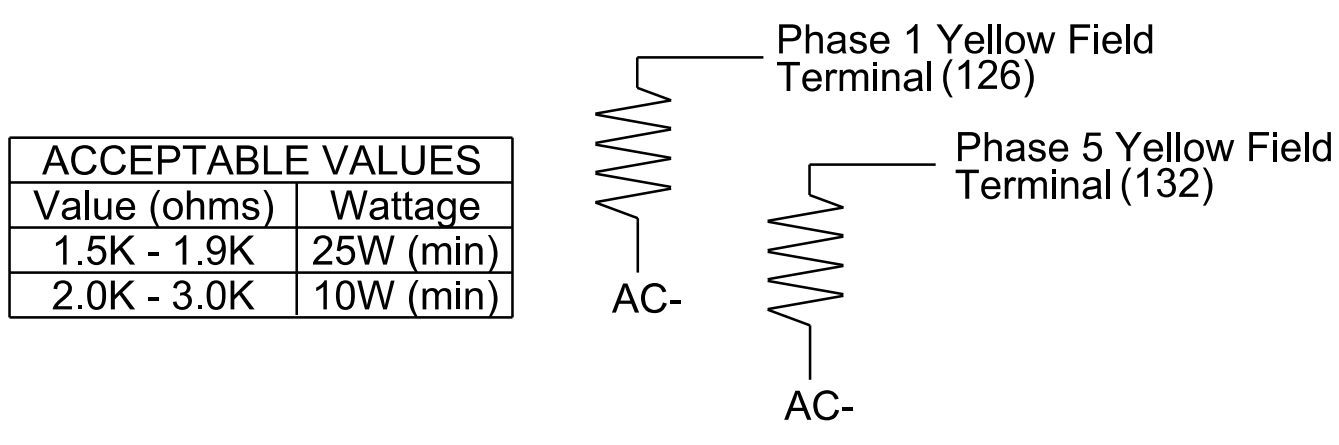 Phase 1 Yellow Field
Terminal (126)
Phase 5 Yellow Field
Terminal (132)
ACCEPTABLE VALUES
Value (ohms) Wattage
1.5K - 1.9K 25W (min)
2.0K - 3.0K 10W (min)
AC-
AC-